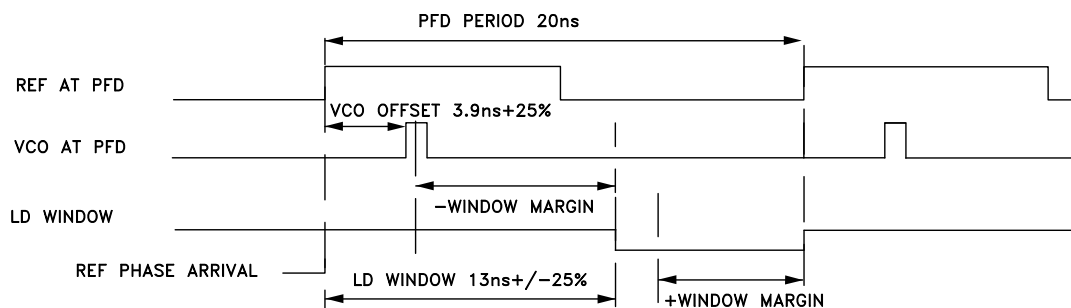 PFD PERIOD 20ns
REF AT PFD
VCO OFFSET 3.9ns+25%
VCO AT PFD
-WINDOW MARGIN
LD WINDOW
REF PHASE ARRIVAL
LD WINDOW 13ns+/-25%
+WINDOW MARGIN